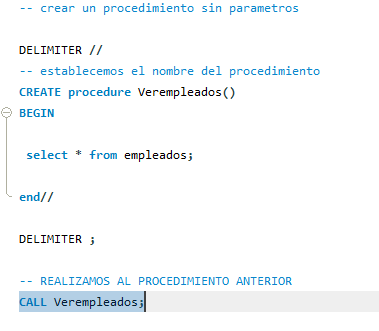 -- crear un procedimiento sin parametros
DELIMITER //
-- establecemos el nombre del procedimiento
CREATE procedure Verempleados()
BEGIN
select * from empleados;
end//
DELIMITER ;
-- REALIZAMOS AL PROCEDIMIENTO ANTERIOR
CALL Verempleados;